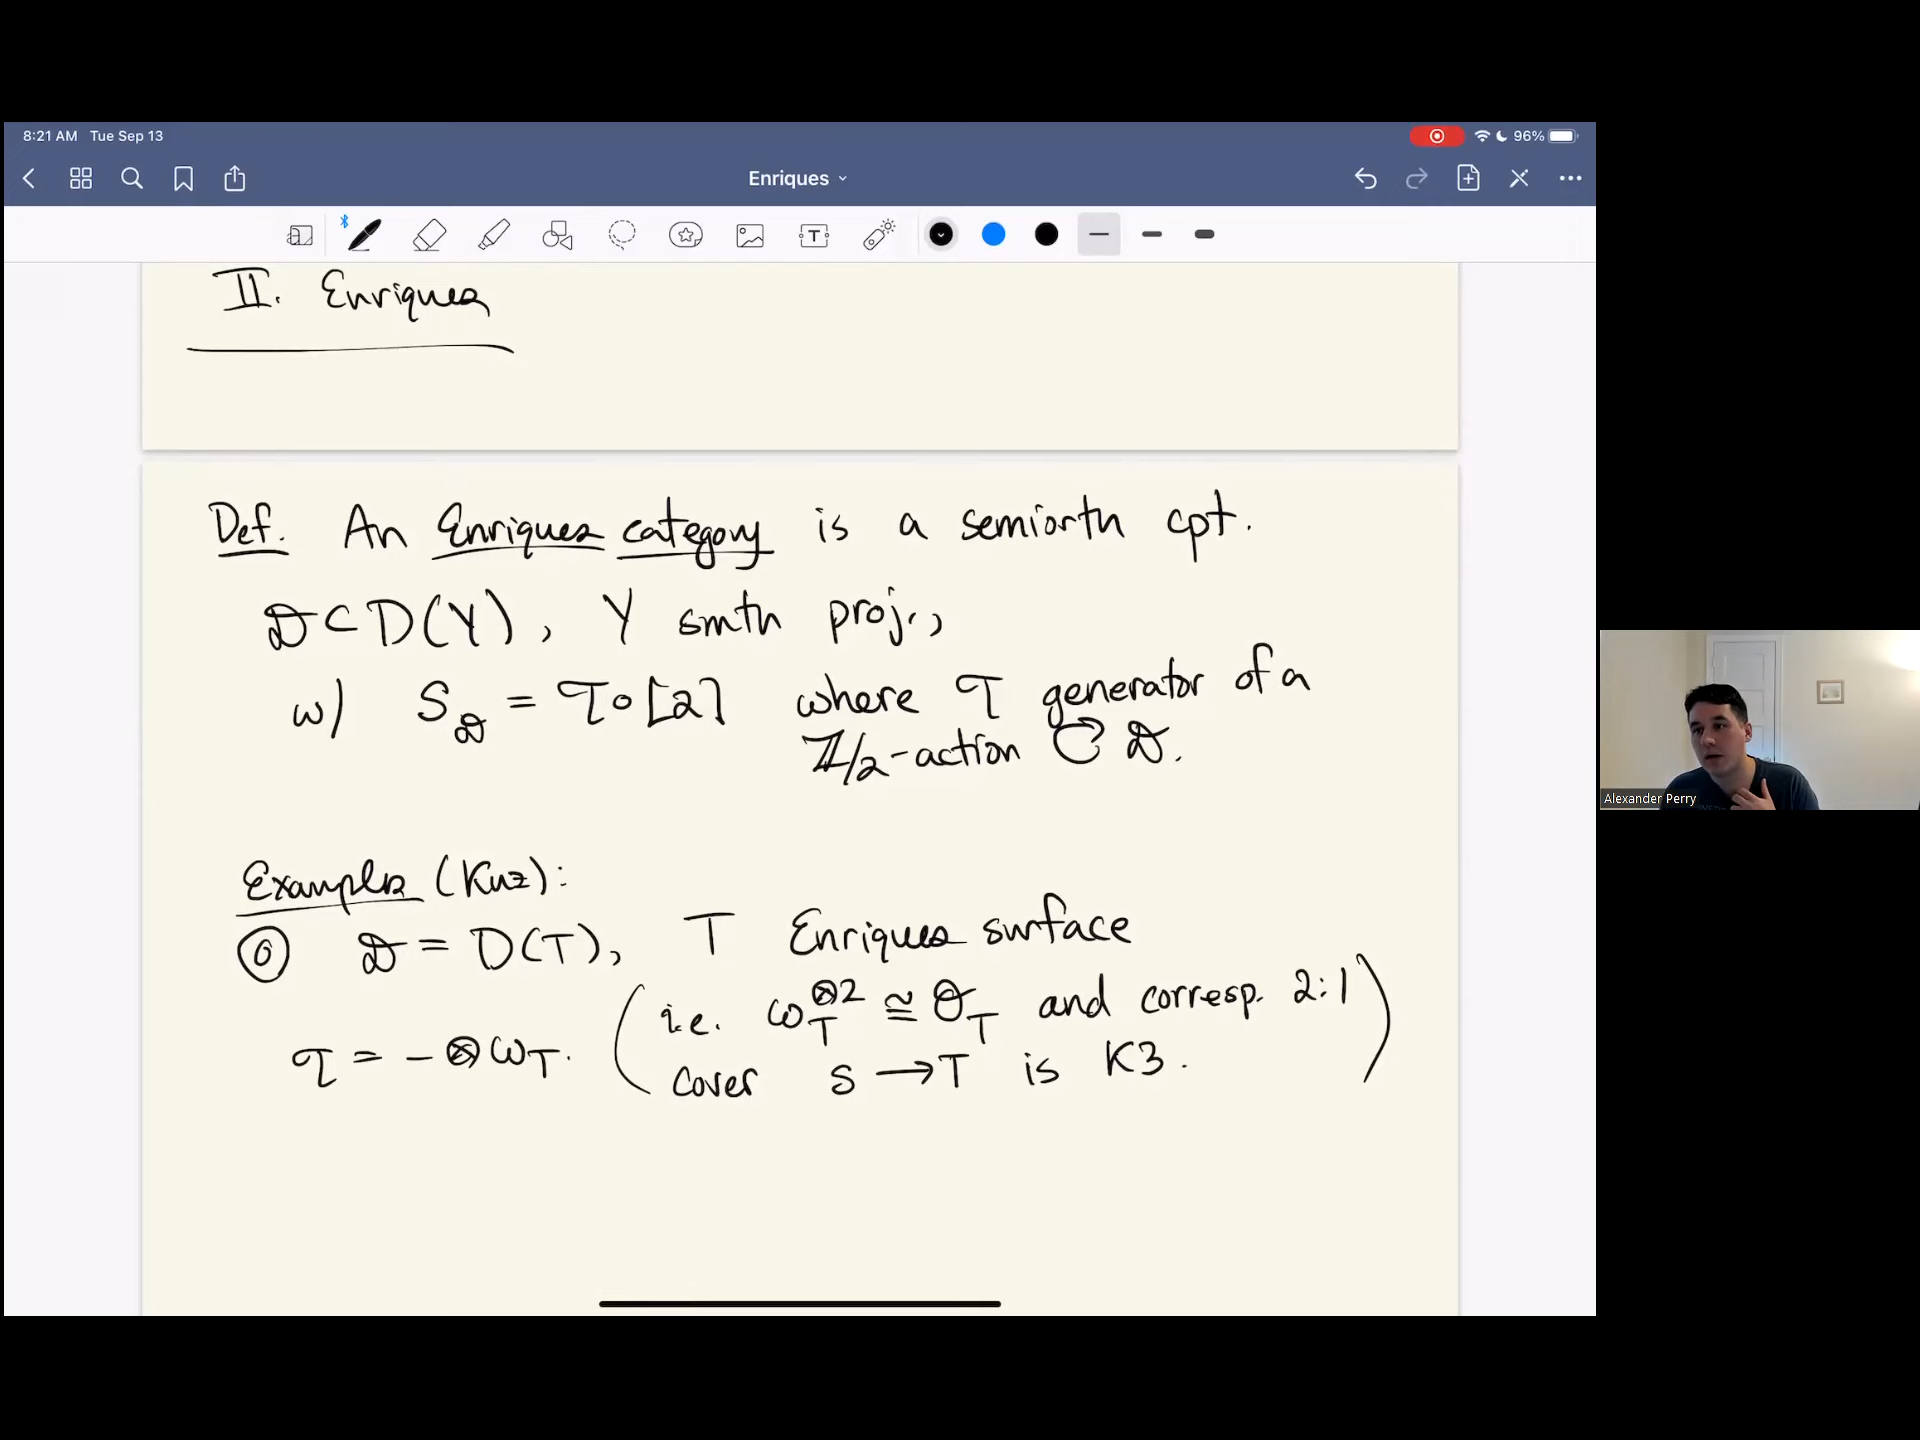 8:21 AM Tue Sep 13
96%
Enriques
II. Enriques
Def. An Enriques category is a semiorth cpt.
𝒟 ⊂ D(Y), Y smth proj.,
w/ S_𝒟 = τ∘[2] where τ generator of a
ℤ/2-action ↻ 𝒟.
Examples (Kuz):
⓪ 𝒟 = D(T), T Enriques surface
τ = - ⊗ ω_T. (i.e. ω_T^{⊗2} ≅ 𝒪_T and corresp. 2:1
cover S → T is K3.)
Alexander Perry